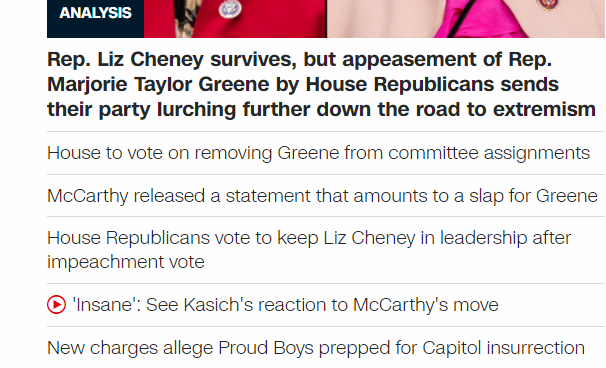 ANALYSIS
Rep. Liz Cheney survives, but appeasement of Rep.
Marjorie Taylor Greene by House Republicans sends
their party lurching further down the road to extremism
House to vote on removing Greene from committee assignments
McCarthy released a statement that amounts to a slap for Greene
House Republicans vote to keep Liz Cheney in leadership after
impeachment vote
'Insane': See Kasich's reaction to McCarthy's move
New charges allege Proud Boys prepped for Capitol insurrection